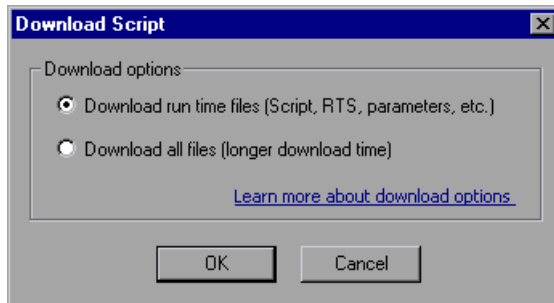 Download Script
Download options
Download run time files (Script, RTS, parameters, etc.)
Download all files (longer download time)
Learn more about download options
OK
Cancel